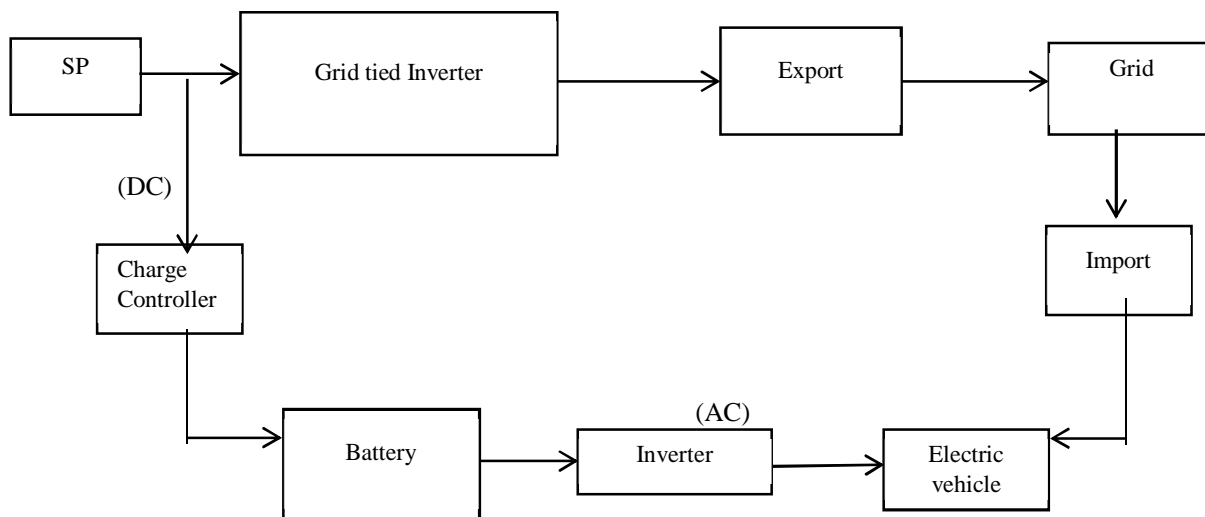 SP
Grid tied Inverter
Export
Grid
(DC)
Charge
Controller
Import
Battery
(AC)
Inverter
Electric
vehicle